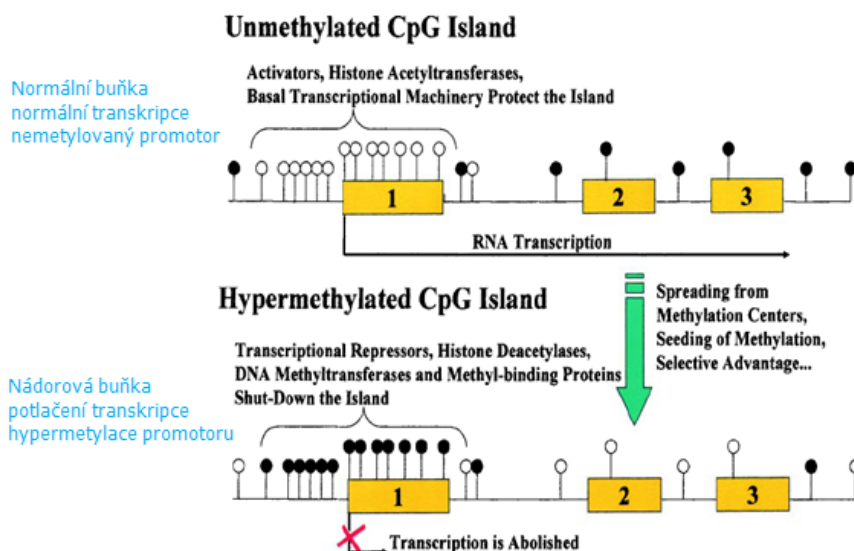 Unmethylated CpG Island
Activators, Histone Acetyltransferases,
Basal Transcriptional Machinery Protect the Island
Normální buňka
normální transkripce
nemetylovaný promotor
1
2
3
RNA Transcription
Hypermethylated CpG Island
Spreading from
Methylation Centers,
Seeding of Methylation,
Selective Advantage...
Transcriptional Repressors, Histone Deacetylases,
DNA Methyltransferases and Methyl-binding Proteins
Shut-Down the Island
Nádorová buňka
potlačení transkripce
hypermetylace promotoru
1
2
3
Transcription is Abolished